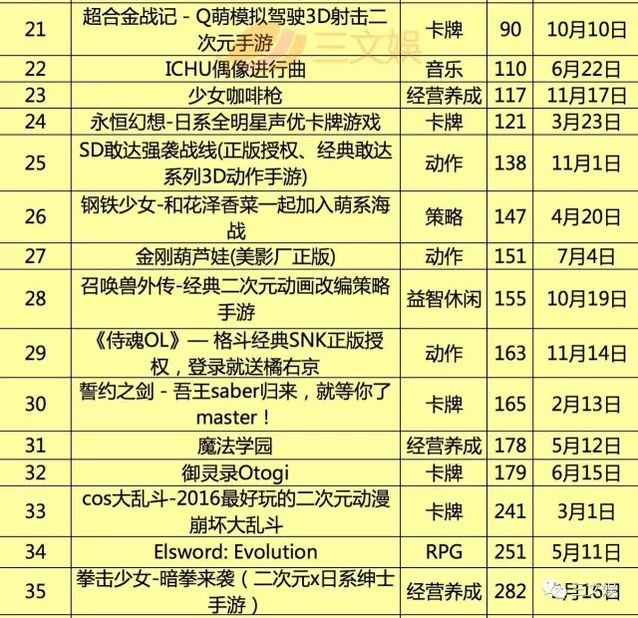 21 超合金战记 - Q萌模拟驾驶3D射击二次元手游 卡牌 90 10月10日
三文娱
22 ICHU偶像进行曲 音乐 110 6月22日
23 少女咖啡枪 经营养成 117 11月17日
24 永恒幻想-日系全明星声优卡牌游戏 卡牌 121 3月23日
25 SD敢达强袭战线(正版授权、经典敢达系列3D动作手游) 动作 138 11月1日
26 钢铁少女-和花泽香菜一起加入萌系海战 策略 147 4月20日
27 金刚葫芦娃(美影厂正版) 动作 151 7月4日
28 召唤兽外传-经典二次元动画改编策略手游 益智休闲 155 10月19日
29 《侍魂OL》— 格斗经典SNK正版授权，登录就送橘右京 动作 163 11月14日
30 誓约之剑 - 吾王saber归来，就等你了master！ 卡牌 165 2月13日
31 魔法学园 经营养成 178 5月12日
32 御灵录Otogi 卡牌 179 6月15日
33 cos大乱斗-2016最好玩的二次元动漫崩坏大乱斗 卡牌 241 3月1日
34 Elsword: Evolution RPG 251 5月11日
35 拳击少女-暗拳来袭（二次元x日系绅士手游） 经营养成 282 月16日
三文娱